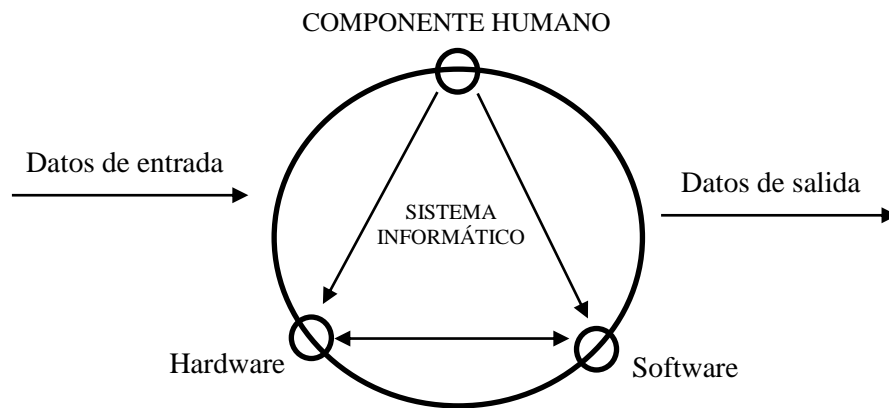 COMPONENTE HUMANO
Datos de entrada
Datos de salida
SISTEMA
INFORMÁTICO
Hardware
Software